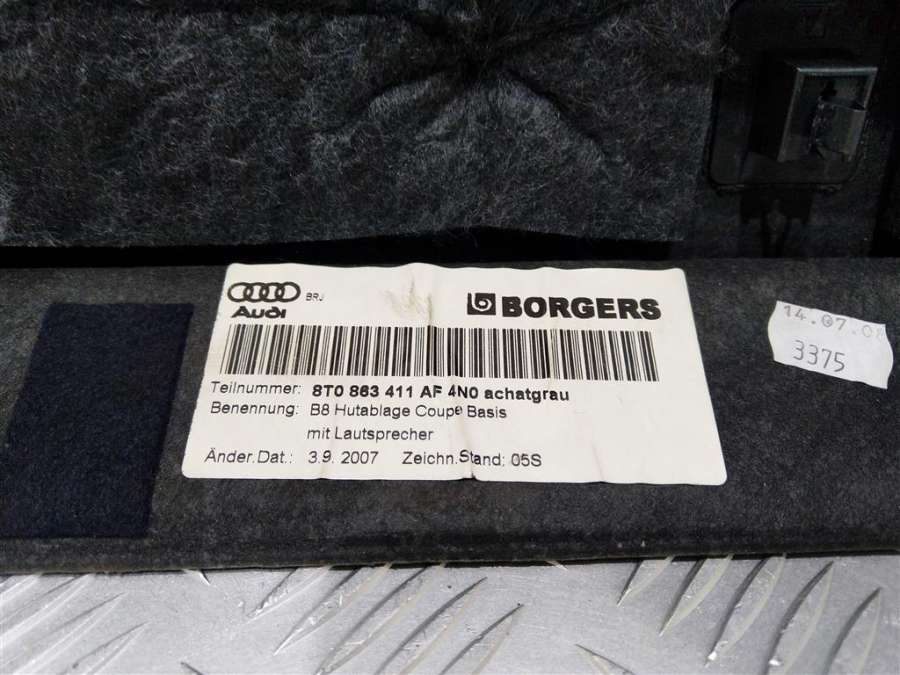 Audi
BRJ
BORGERS
Teilnummer: 8T0 863 411 AF 4N0 achatgrau
Benennung: B8 Hutablage Coupe Basis
mit Lautsprecher
Änder.Dat.: 3.9. 2007 Zeichn.Stand: 05S
14.07.08
3375